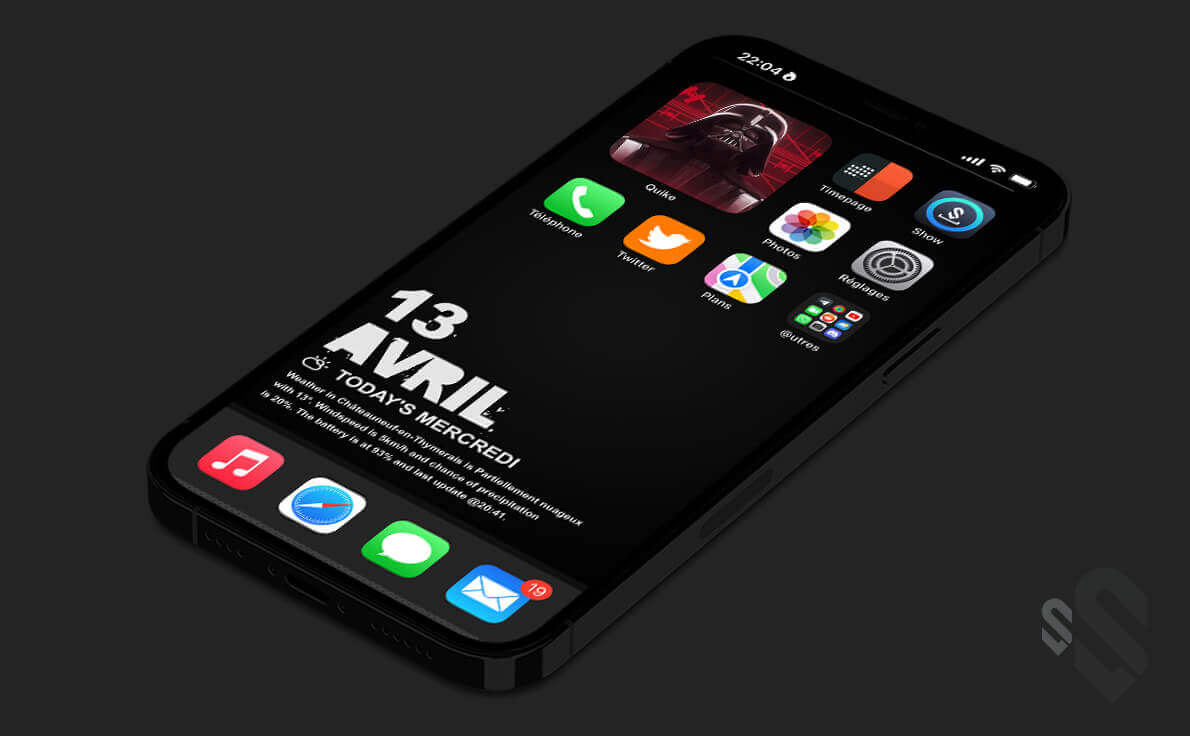 22:04
Quike
Timepage
Show
Téléphone
Twitter
Photos
Réglages
Plans
@utres
13
AVRIL
TODAY'S MERCREDI
Weather in Châteauneuf-en-Thymerais is Partiellement nuageux
with 13°. Windspeed is 5km/h and chance of precipitation
is 20%. The battery is at 93% and last update @20:41.
19